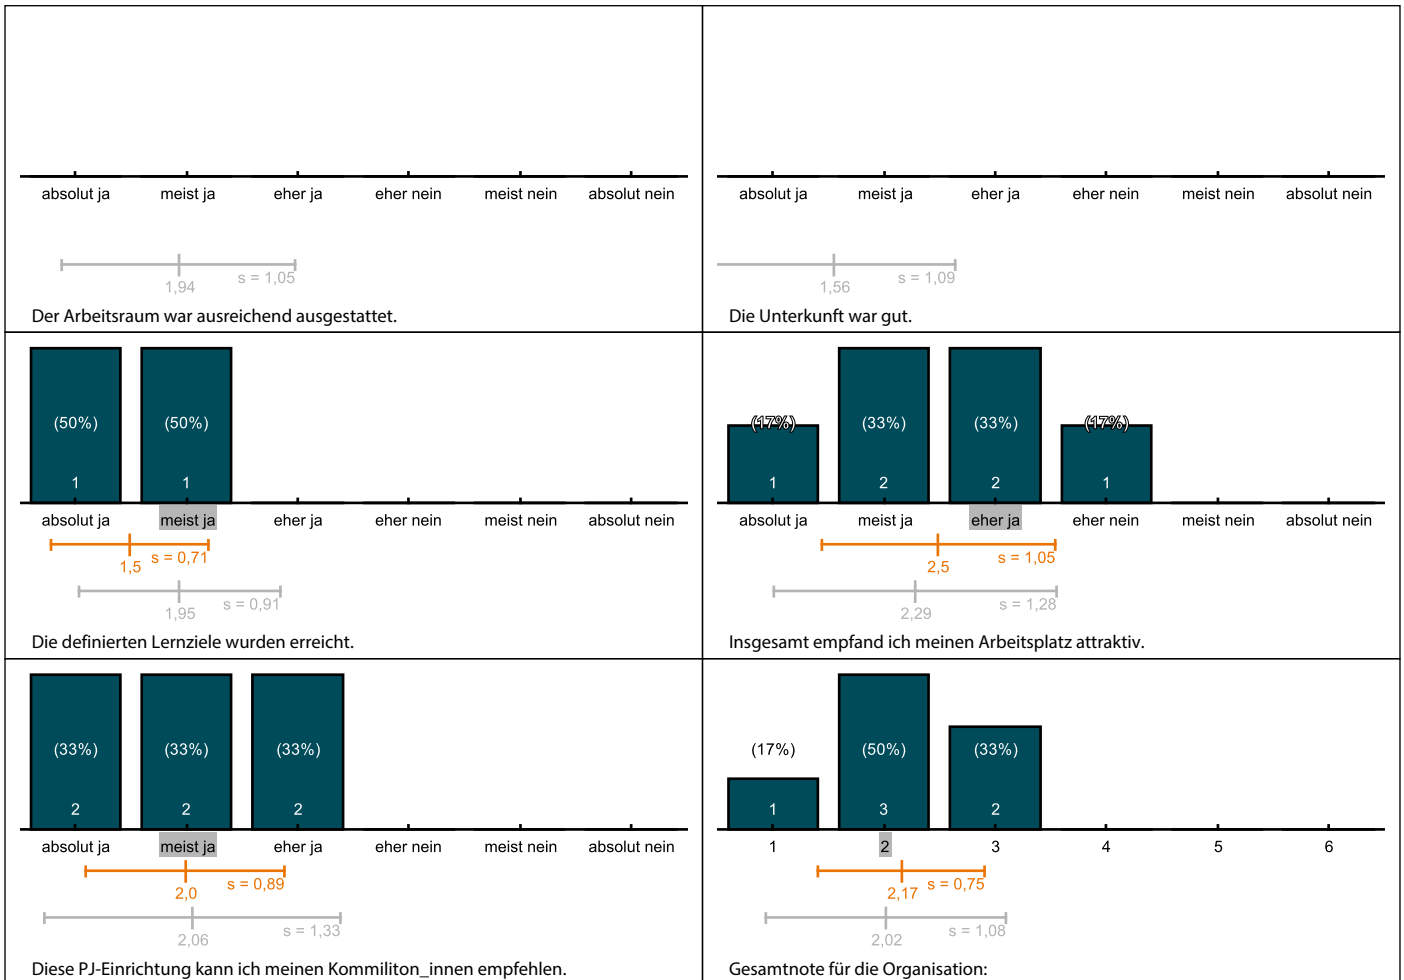 absolut ja meist ja eher ja eher nein meist nein absolut nein
s = 1,05
1,94
Der Arbeitsraum war ausreichend ausgestattet.
absolut ja meist ja eher ja eher nein meist nein absolut nein
s = 1,09
1,56
Die Unterkunft war gut.
(50%) (50%)
1 1
absolut ja meist ja eher ja eher nein meist nein absolut nein
s = 0,71
1,5
s = 0,91
1,95
Die definierten Lernziele wurden erreicht.
(17%) (33%) (33%) (17%)
1 2 2 1
absolut ja meist ja eher ja eher nein meist nein absolut nein
s = 1,05
2,5
s = 1,28
2,29
Insgesamt empfand ich meinen Arbeitsplatz attraktiv.
(33%) (33%) (33%)
2 2 2
absolut ja meist ja eher ja eher nein meist nein absolut nein
s = 0,89
2,0
s = 1,33
2,06
Diese PJ-Einrichtung kann ich meinen Kommiliton_innen empfehlen.
(17%) (50%) (33%)
1 3 2
1 2 3 4 5 6
s = 0,75
2,17
s = 1,08
2,02
Gesamtnote für die Organisation: